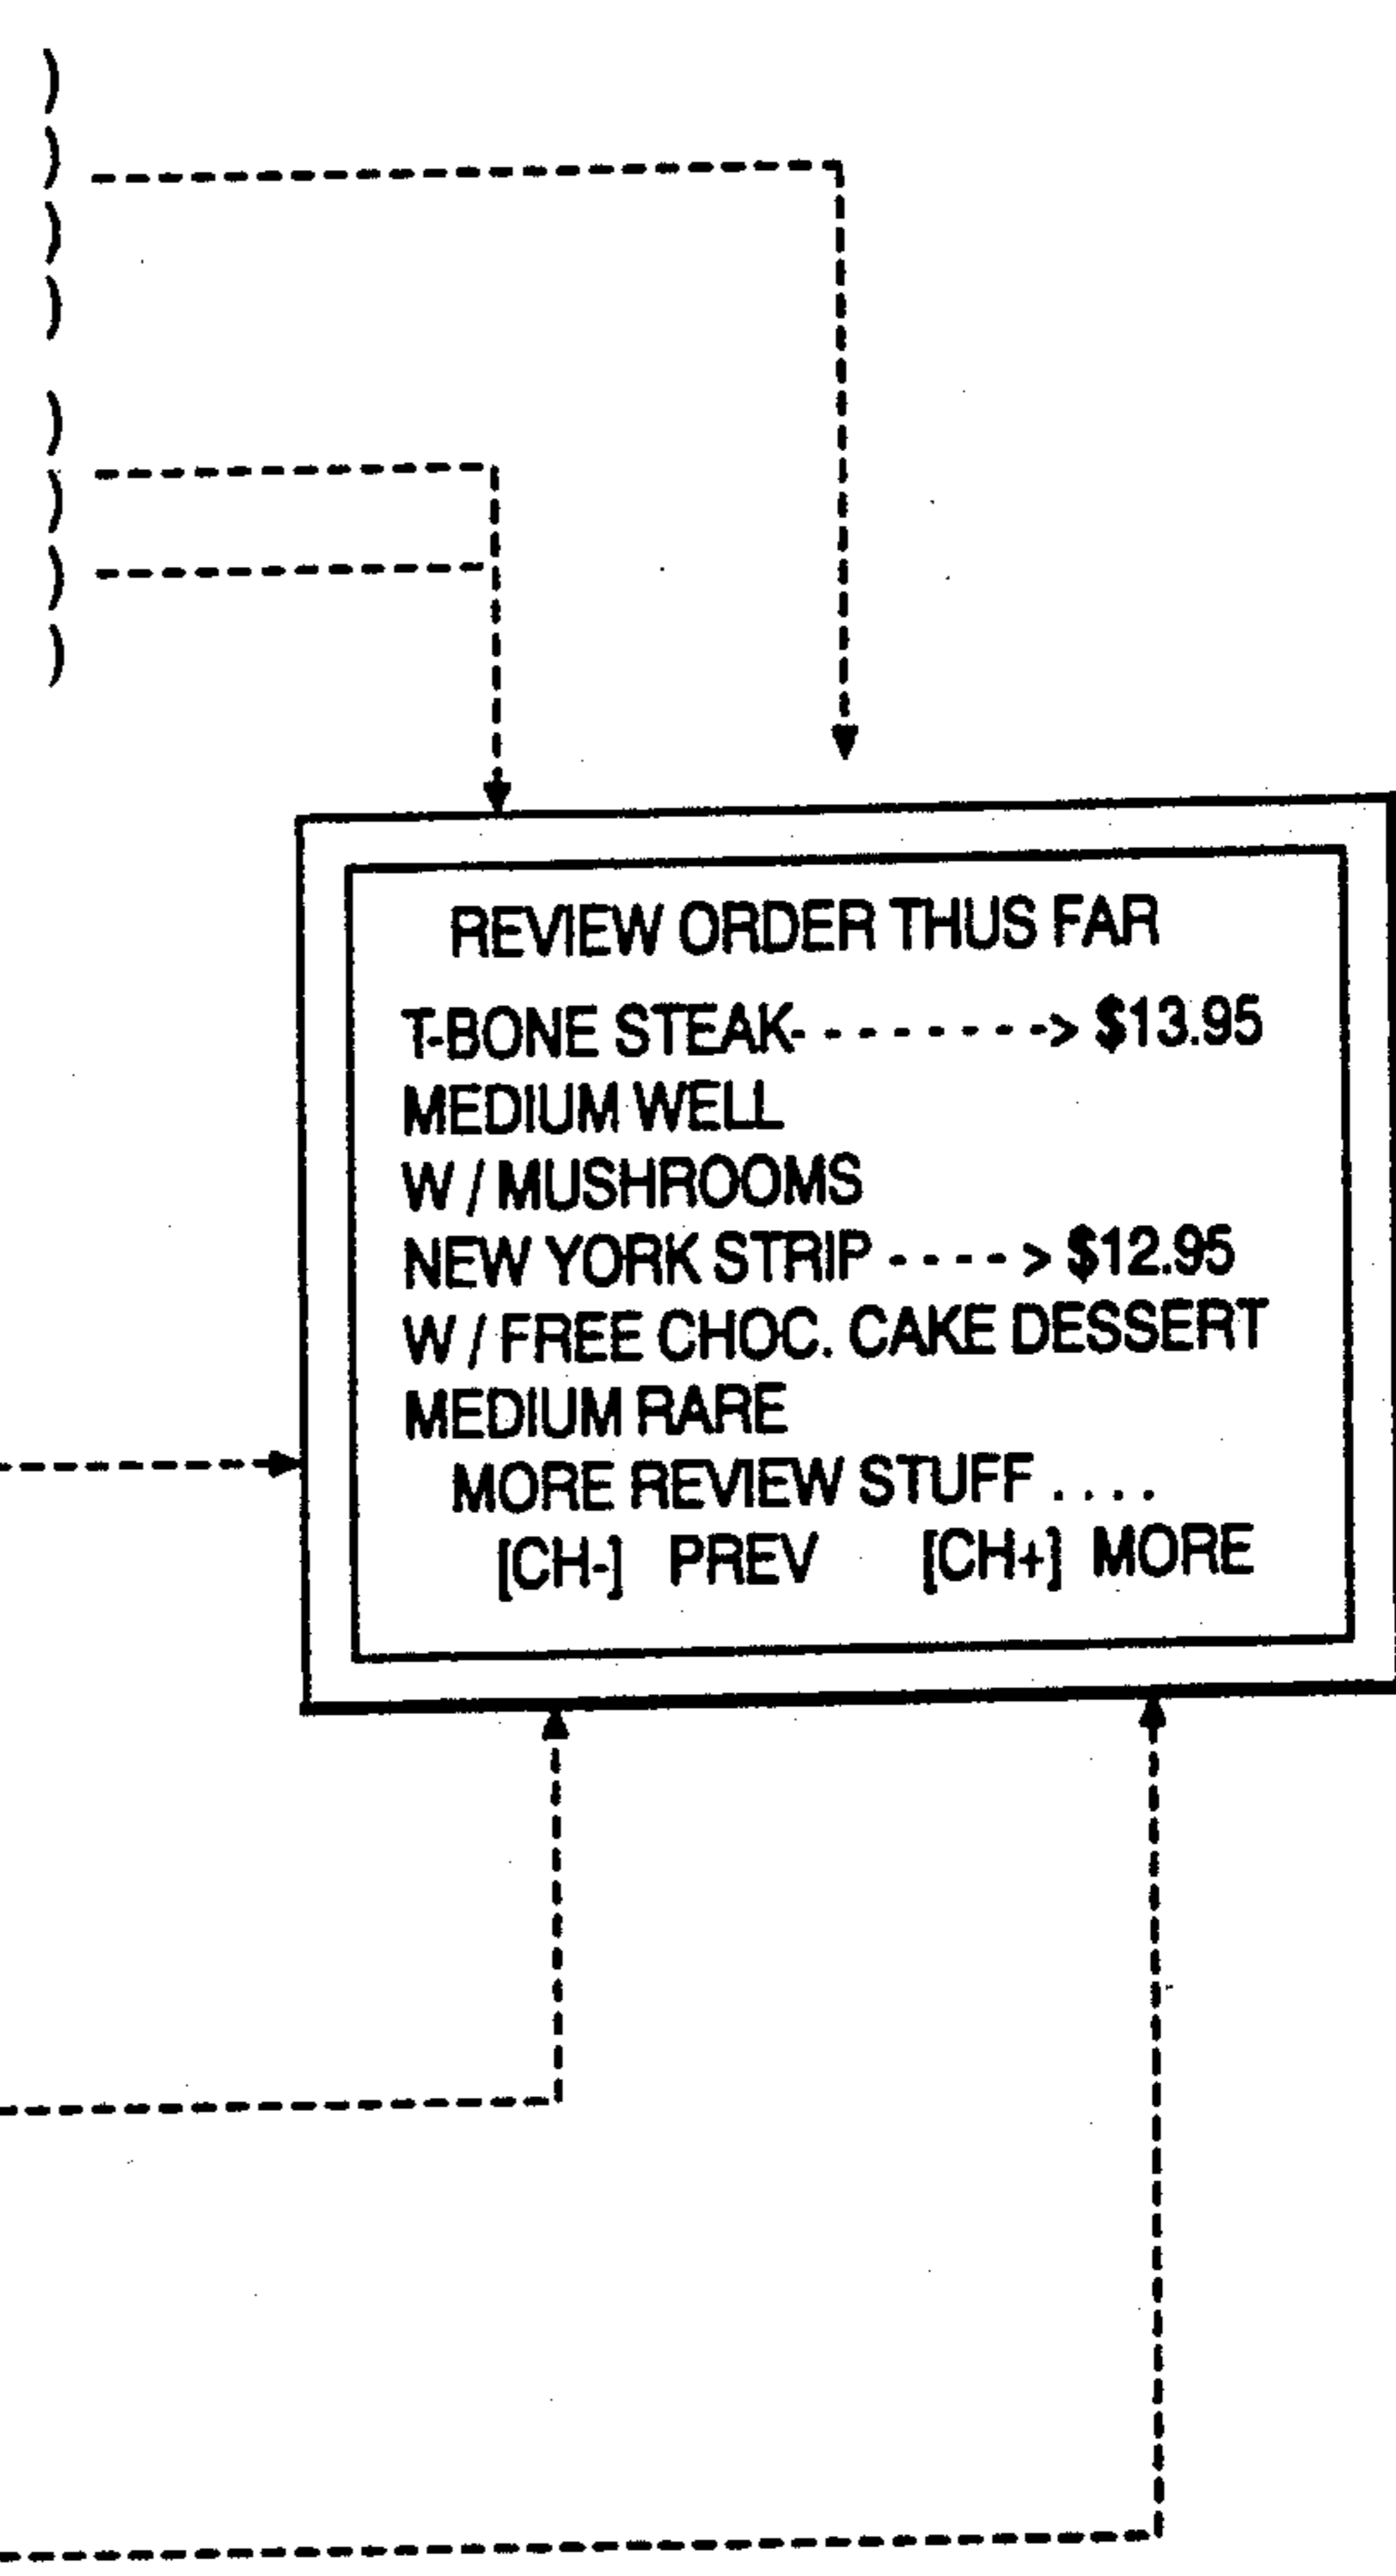 )
)
)
)
)
)
)
)
REVIEW ORDER THUS FAR
T-BONE STEAK- - - - - - - - -> $13.95
MEDIUM WELL
W / MUSHROOMS
NEW YORK STRIP - - - - > $12.95
W / FREE CHOC. CAKE DESSERT
MEDIUM RARE
MORE REVIEW STUFF . . . .
[CH-] PREV [CH+] MORE